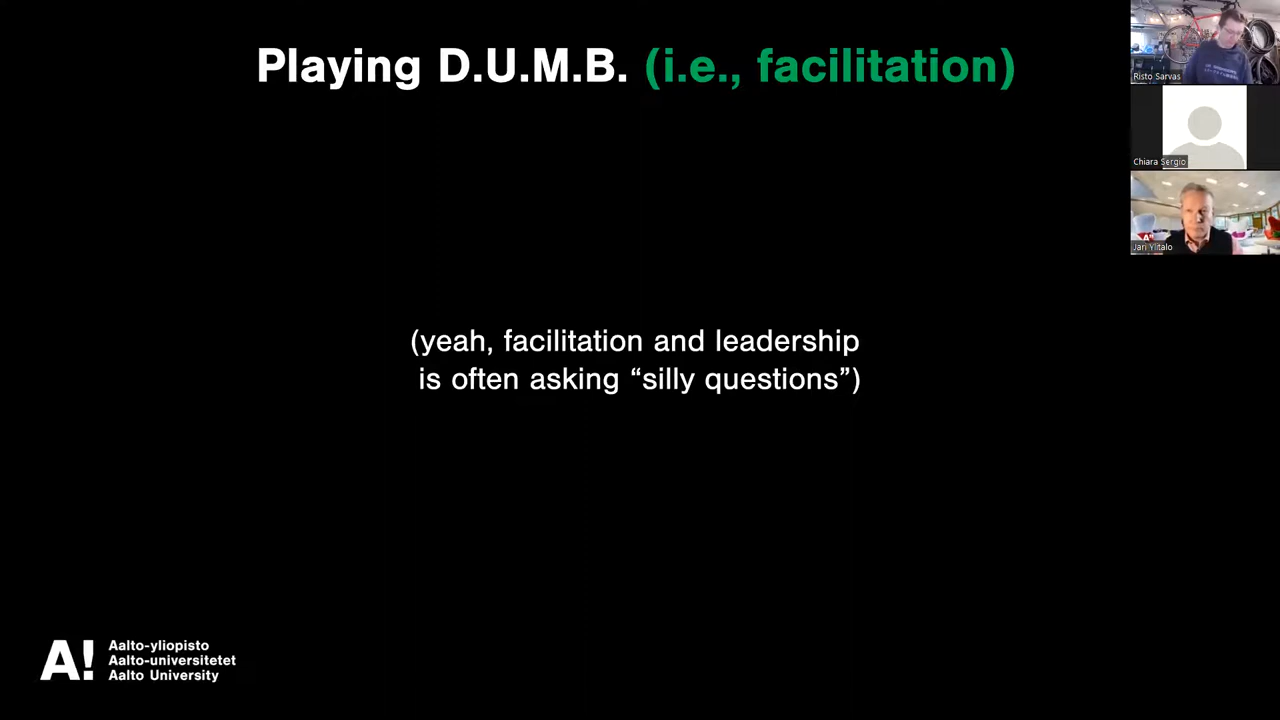 Playing D.U.M.B. (i.e., facilitation)
Risto Sarvas
Chiara Sergio
Jari Ylitalo
(yeah, facilitation and leadership
is often asking “silly questions”)
A!
Aalto-yliopisto
Aalto-universitetet
Aalto University